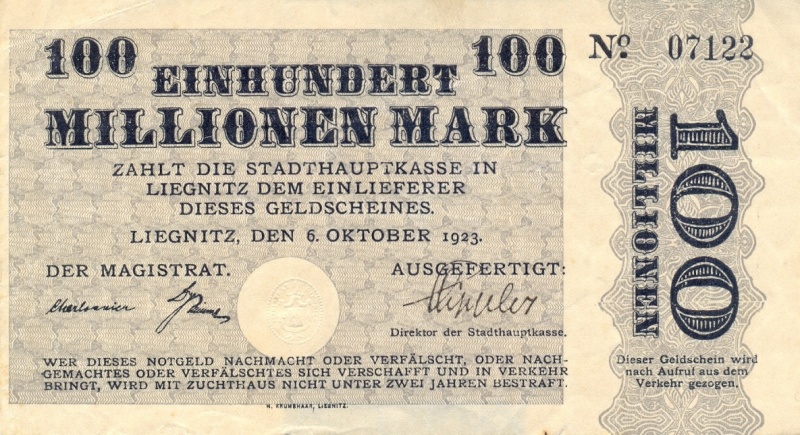 100 100
EINHUNDERT
MILLIONEN MARK
ZAHLT DIE STADTHAUPTKASSE IN
LIEGNITZ DEM EINLIEFERER
DIESES GELDSCHEINES.
LIEGNITZ, DEN 6. OKTOBER 1923.
DER MAGISTRAT. AUSGEFERTIGT:
Direktor der Stadthauptkasse.
WER DIESES NOTGELD NACHMACHT ODER VERFÄLSCHT, ODER NACH-
GEMACHTES ODER VERFÄLSCHTES SICH VERSCHAFFT UND IN VERKEHR
BRINGT, WIRD MIT ZUCHTHAUS NICHT UNTER ZWEI JAHREN BESTRAFT.
H. KRUMBHAAR, LIEGNITZ.
No. 07122
100
MILLIONEN
Dieser Geldschein wird
nach Aufruf aus dem
Verkehr gezogen.